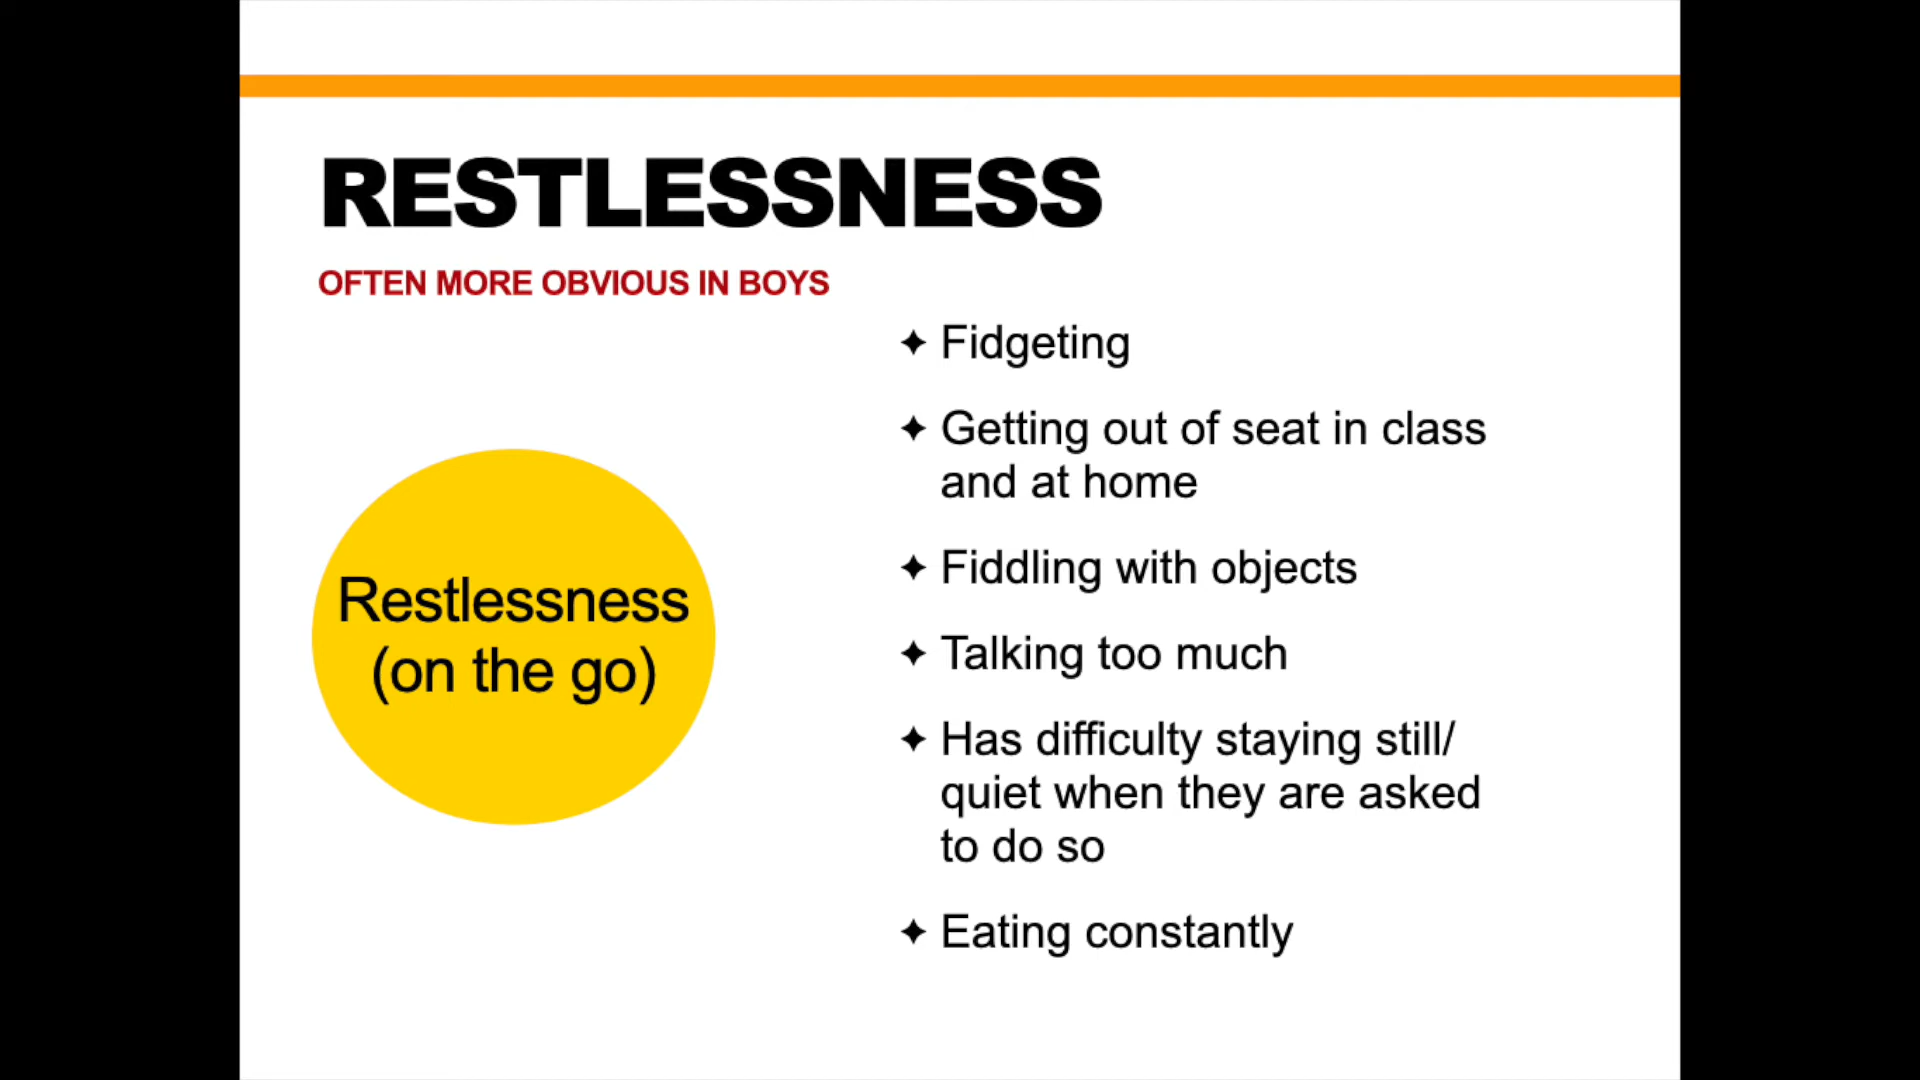 RESTLESSNESS
OFTEN MORE OBVIOUS IN BOYS
Restlessness
(on the go)
✦ Fidgeting
✦ Getting out of seat in class
and at home
✦ Fiddling with objects
✦ Talking too much
✦ Has difficulty staying still/
quiet when they are asked
to do so
✦ Eating constantly